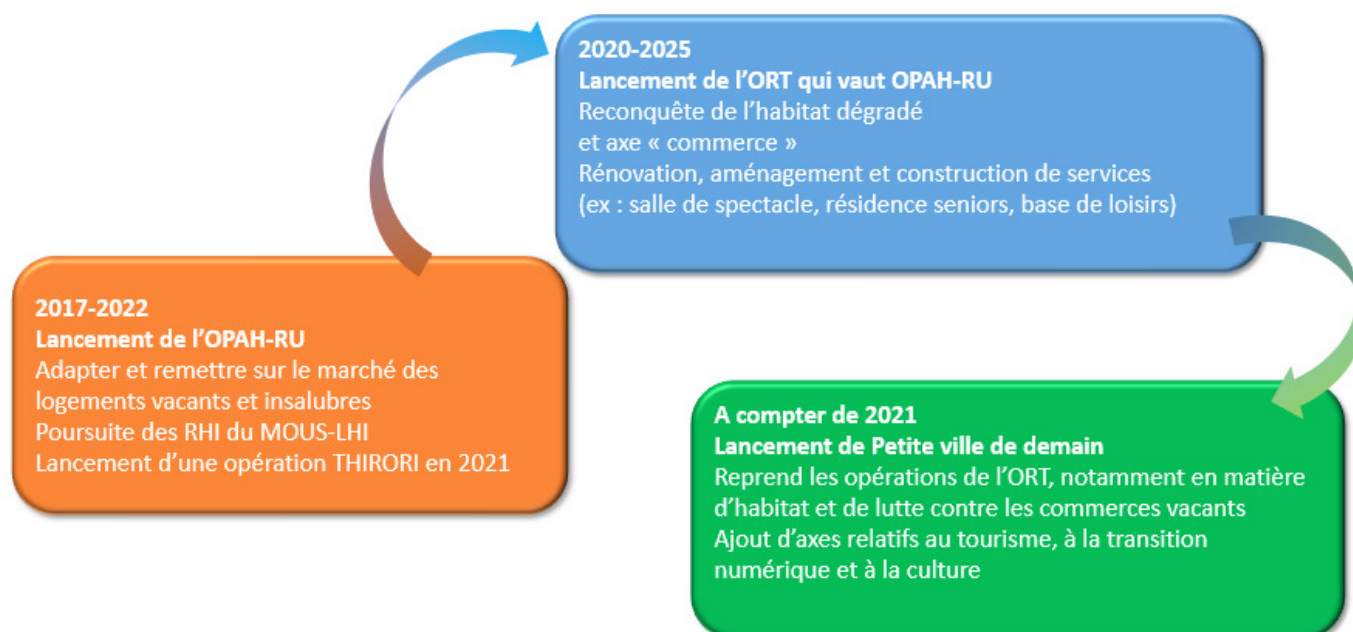 2017-2022
Lancement de l’OPAH-RU
Adapter et remettre sur le marché des
logements vacants et insalubres
Poursuite des RHI du MOUS-LHI
Lancement d’une opération THIRORI en 2021
2020-2025
Lancement de l’ORT qui vaut OPAH-RU
Reconquête de l’habitat dégradé
et axe « commerce »
Rénovation, aménagement et construction de services
(ex : salle de spectacle, résidence seniors, base de loisirs)
A compter de 2021
Lancement de Petite ville de demain
Reprend les opérations de l’ORT, notamment en matière
d’habitat et de lutte contre les commerces vacants
Ajout d’axes relatifs au tourisme, à la transition
numérique et à la culture